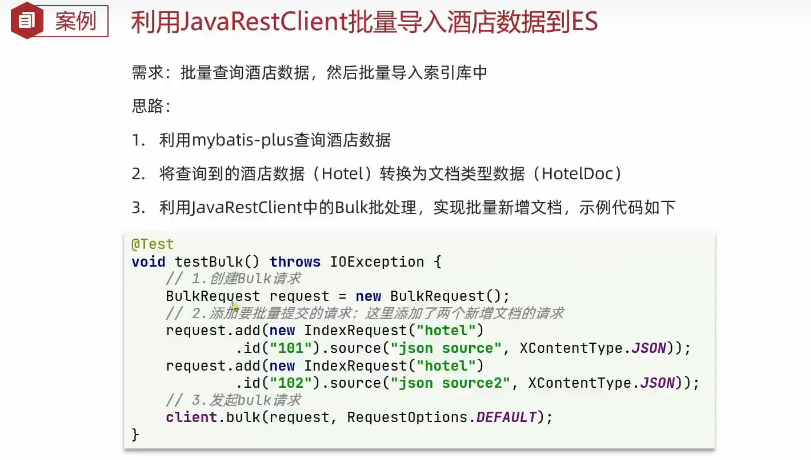 案例
利用JavaRestClient批量导入酒店数据到ES
需求：批量查询酒店数据，然后批量导入索引库中
思路：
1. 利用mybatis-plus查询酒店数据
2. 将查询到的酒店数据（Hotel）转换为文档类型数据（HotelDoc）
3. 利用JavaRestClient中的Bulk批处理，实现批量新增文档，示例代码如下
@Test
void testBulk() throws IOException {
// 1.创建Bulk请求
BulkRequest request = new BulkRequest();
// 2.添加要批量提交的请求：这里添加了两个新增文档的请求
request.add(new IndexRequest("hotel")
.id("101").source("json source", XContentType.JSON));
request.add(new IndexRequest("hotel")
.id("102").source("json source2", XContentType.JSON));
// 3.发起bulk请求
client.bulk(request, RequestOptions.DEFAULT);
}